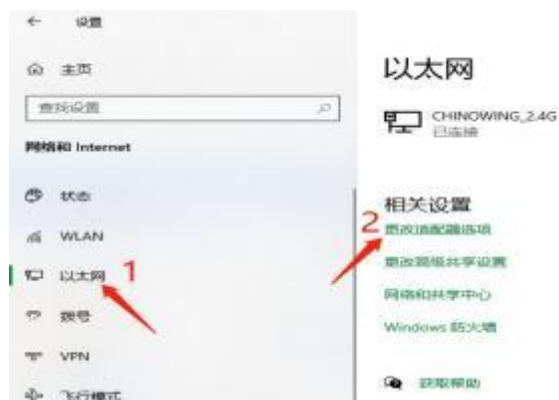 设置
主页
查找设置
网络和 Internet
状态
WLAN
以太网 1
拨号
VPN
飞行模式
以太网
CHINOWING_2.4G
已连接
相关设置
2 更改适配器选项
更改高级共享设置
网络和共享中心
Windows 防火墙
获取帮助